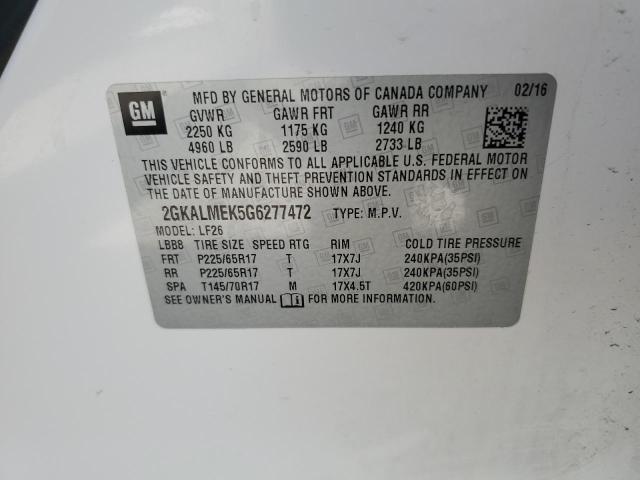 GM
MFD BY GENERAL MOTORS OF CANADA COMPANY 02/16
GVWR GAWR FRT GAWR RR
2250 KG 1175 KG 1240 KG
4960 LB 2590 LB 2733 LB
THIS VEHICLE CONFORMS TO ALL APPLICABLE U.S. FEDERAL MOTOR
VEHICLE SAFETY AND THEFT PREVENTION STANDARDS IN EFFECT ON
THE DATE OF MANUFACTURE SHOWN ABOVE.
2GKALMEK5G6277472 TYPE: M.P.V.
MODEL: LF26
LBB8 TIRE SIZE SPEED RTG RIM COLD TIRE PRESSURE
FRT P225/65R17 T 17X7J 240KPA(35PSI)
RR P225/65R17 T 17X7J 240KPA(35PSI)
SPA T145/70R17 M 17X4.5T 420KPA(60PSI)
SEE OWNER'S MANUAL FOR MORE INFORMATION.